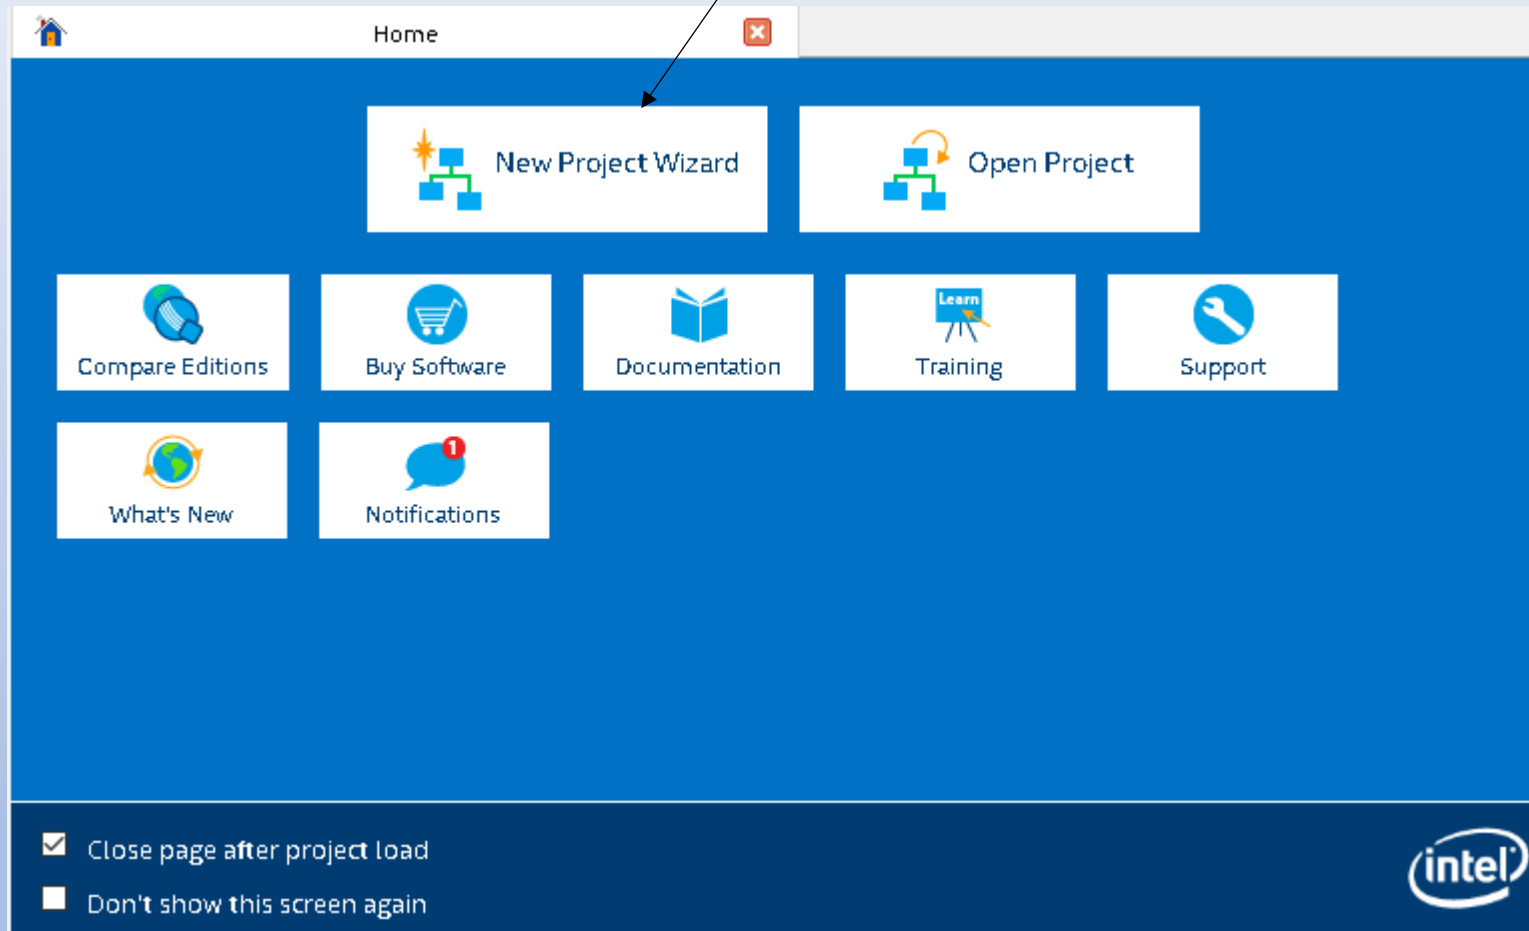 Home
New Project Wizard
Open Project
Learn
Compare Editions
Buy Software
Documentation
Training
Support
1
What's New
Notifications
Close page after project load
Don't show this screen again
intel